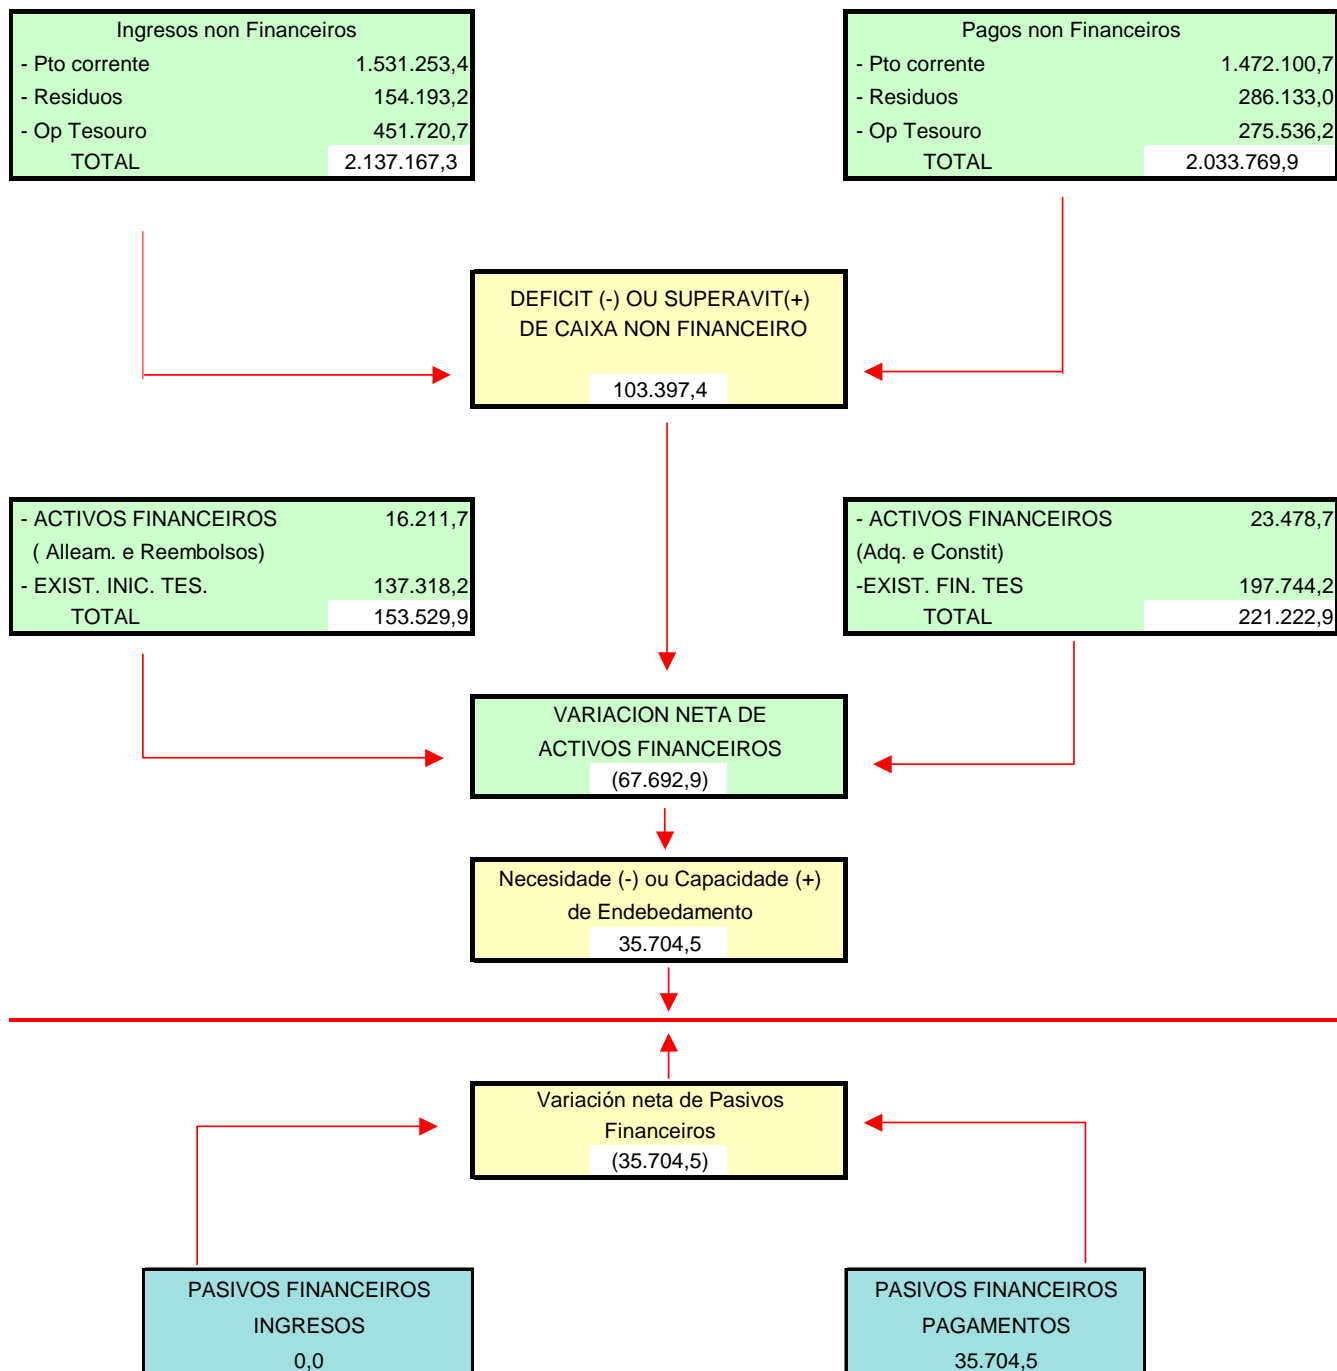 Ingresos non Financeiros
- Pto corrente 1.531.253,4
- Residuos 154.193,2
- Op Tesouro 451.720,7
TOTAL 2.137.167,3
Pagos non Financeiros
- Pto corrente 1.472.100,7
- Residuos 286.133,0
- Op Tesouro 275.536,2
TOTAL 2.033.769,9
DEFICIT (-) OU SUPERAVIT(+)
DE CAIXA NON FINANCEIRO
103.397,4
- ACTIVOS FINANCEIROS 16.211,7
( Alleam. e Reembolsos)
- EXIST. INIC. TES. 137.318,2
TOTAL 153.529,9
- ACTIVOS FINANCEIROS 23.478,7
(Adq. e Constit)
-EXIST. FIN. TES 197.744,2
TOTAL 221.222,9
VARIACION NETA DE
ACTIVOS FINANCEIROS
(67.692,9)
Necesidade (-) ou Capacidade (+)
de Endebedamento
35.704,5
Variación neta de Pasivos
Financeiros
(35.704,5)
PASIVOS FINANCEIROS
INGRESOS
0,0
PASIVOS FINANCEIROS
PAGAMENTOS
35.704,5